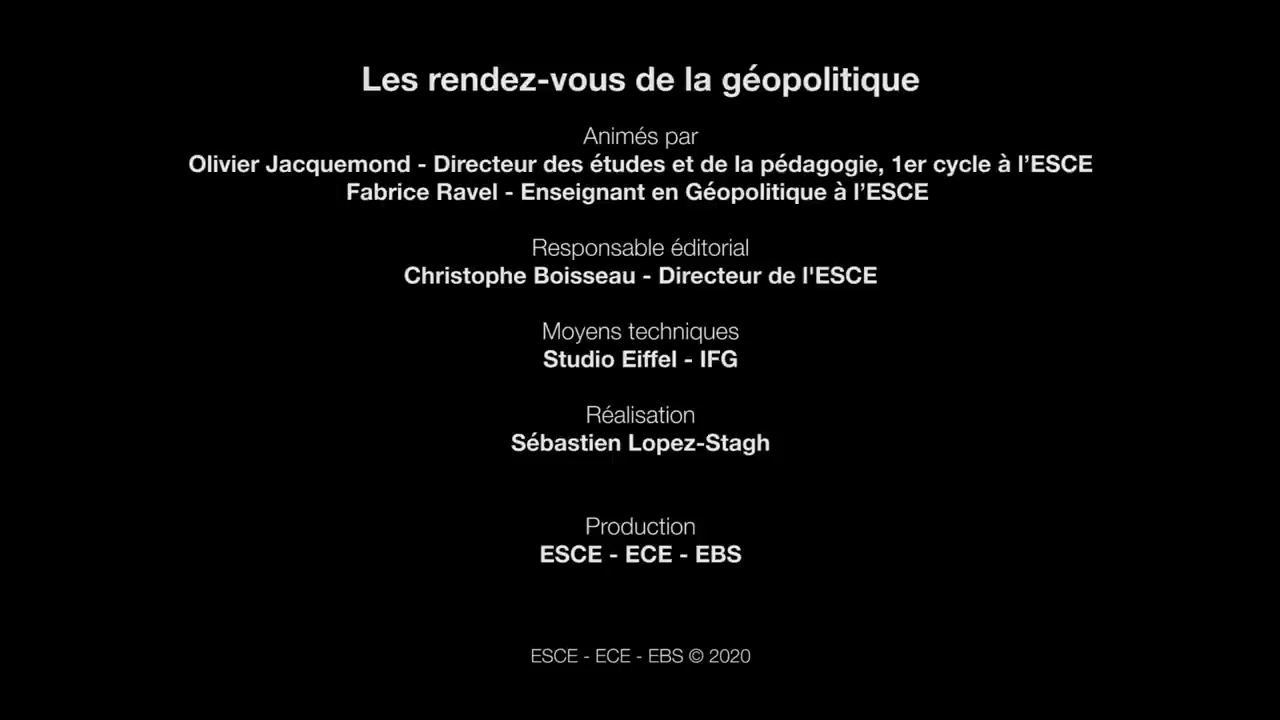 Les rendez-vous de la géopolitique
Animés par
Olivier Jacquemond - Directeur des études et de la pédagogie, 1er cycle à l’ESCE
Fabrice Ravel - Enseignant en Géopolitique à l’ESCE
Responsable éditorial
Christophe Boisseau - Directeur de l'ESCE
Moyens techniques
Studio Eiffel - IFG
Réalisation
Sébastien Lopez-Stagh
Production
ESCE - ECE - EBS
ESCE - ECE - EBS © 2020